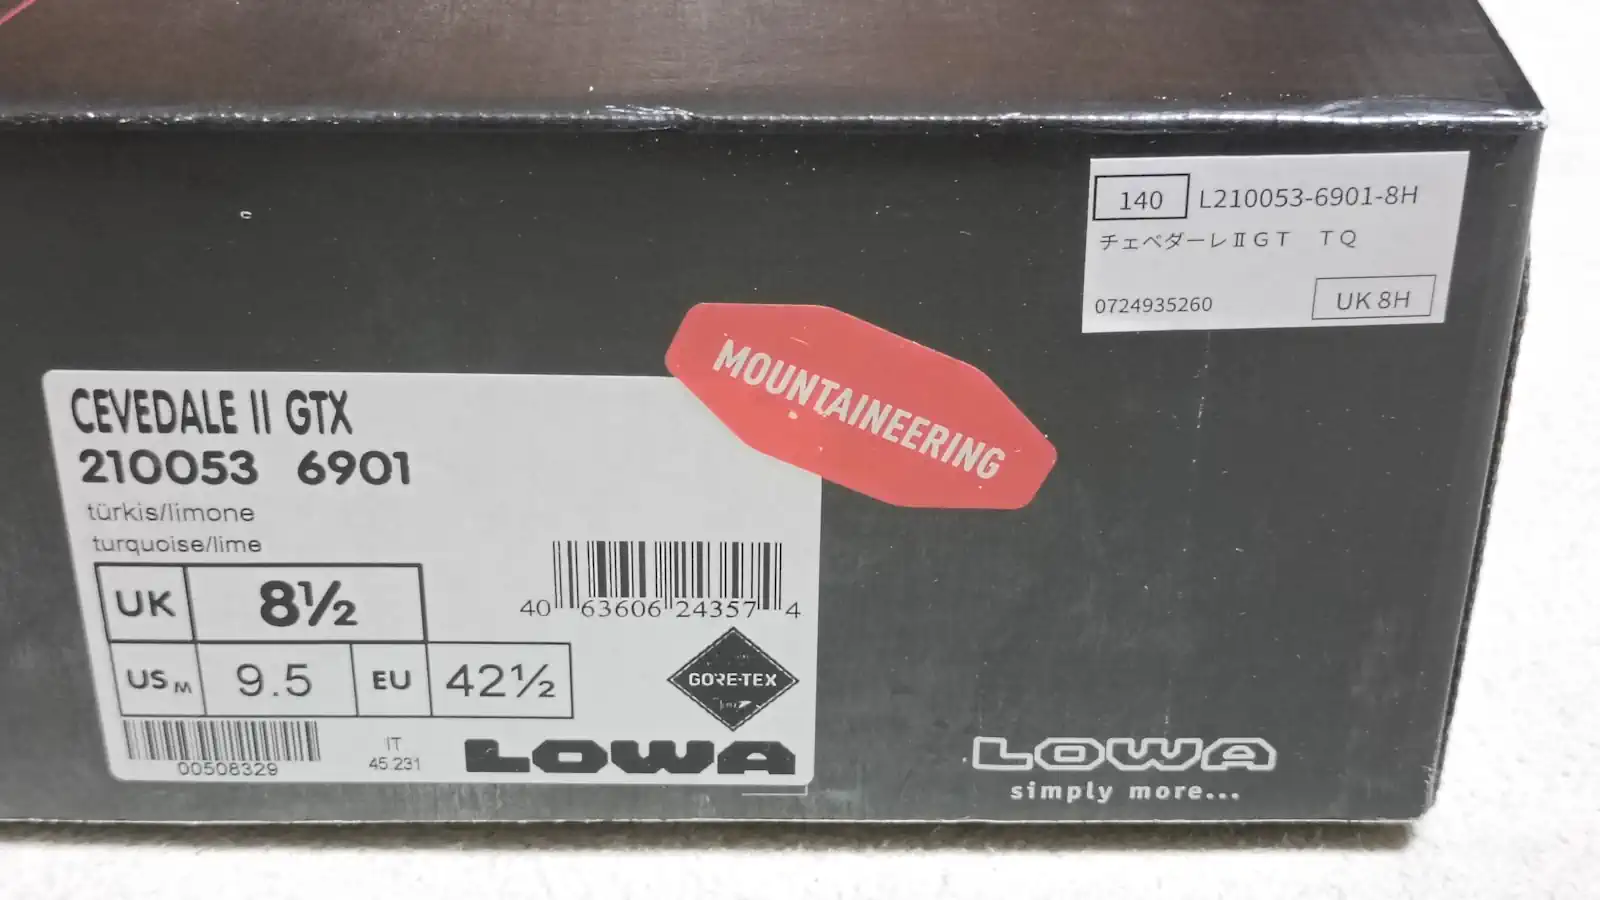 140 L210053-6901-8H
チェベダーレⅡGT TQ
0724935260 UK 8H
MOUNTAINEERING
CEVEDALE II GTX
210053 6901
türkis/limone
turquoise/lime
UK 8½
US M 9.5 EU 42½
40 63606 24357 4
GORE-TEX
00508329
IT
45.231
LOWA
LOWA
simply more...